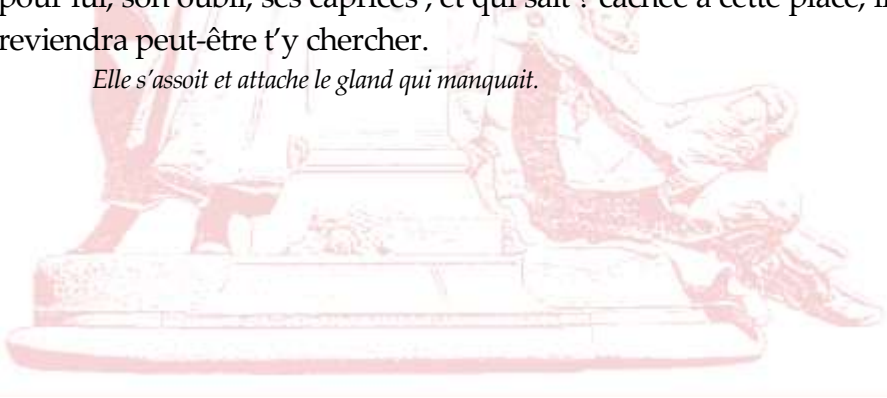 pour lui, son oubli, ses caprices ; et qui sait ? cachée à cette place, il
reviendra peut-être t’y chercher.
Elle s’assoit et attache le gland qui manquait.